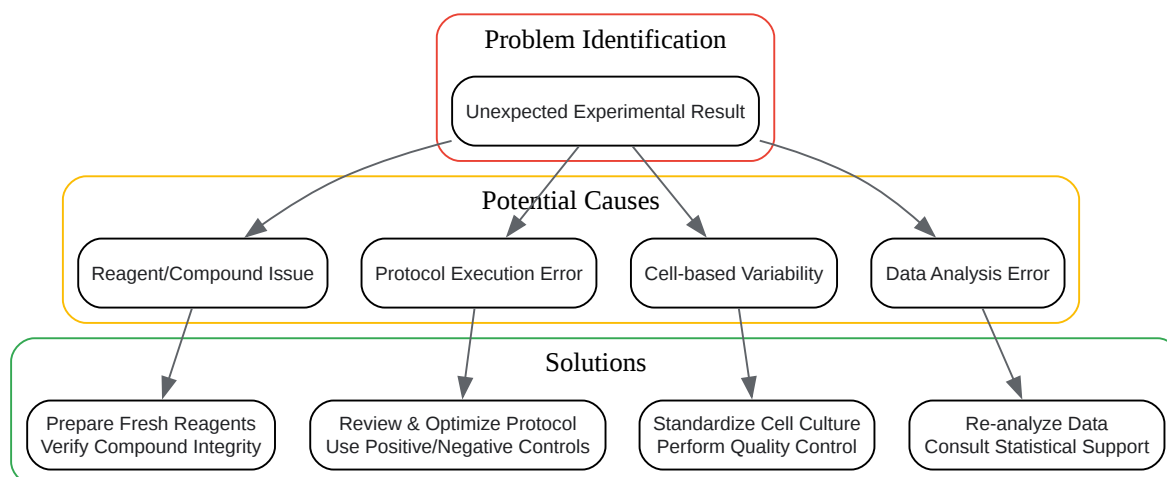 Problem Identification
Unexpected Experimental Result
Potential Causes
Reagent/Compound Issue
Protocol Execution Error
Cell-based Variability
Data Analysis Error
Solutions
Prepare Fresh Reagents
Verify Compound Integrity
Review & Optimize Protocol
Use Positive/Negative Controls
Standardize Cell Culture
Perform Quality Control
Re-analyze Data
Consult Statistical Support